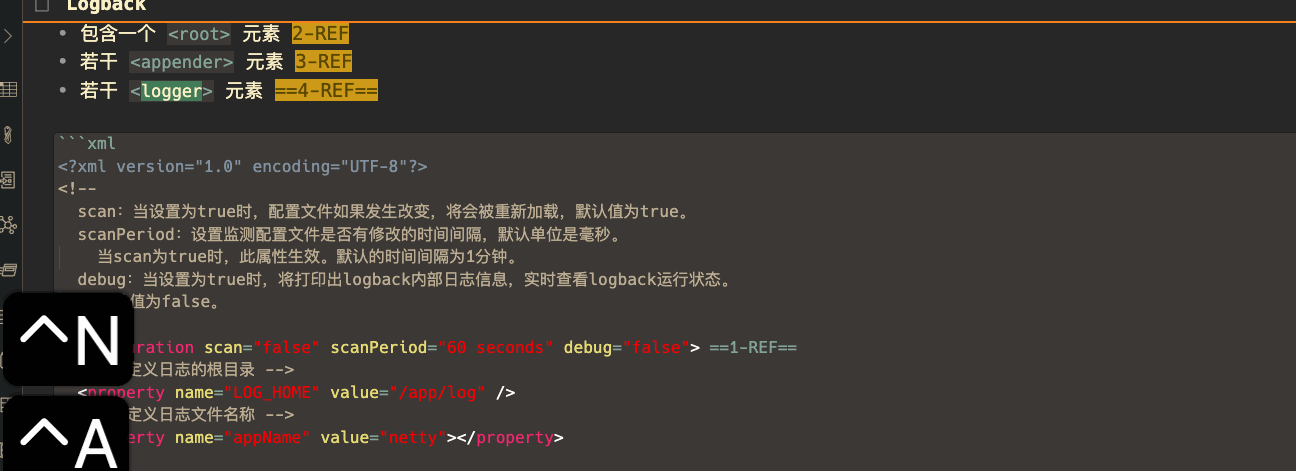 Logback
• 包含一个 <root> 元素 2-REF
• 若干 <appender> 元素 3-REF
• 若干 <logger> 元素 ==4-REF==
```xml
<?xml version="1.0" encoding="UTF-8"?>
<!--
scan：当设置为true时，配置文件如果发生改变，将会被重新加载，默认值为true。
scanPeriod：设置监测配置文件是否有修改的时间间隔，默认单位是毫秒。
当scan为true时，此属性生效。默认的时间间隔为1分钟。
debug：当设置为true时，将打印出logback内部日志信息，实时查看logback运行状态。
值为false。
^N
uration scan="false" scanPeriod="60 seconds" debug="false"> ==1-REF==
定义日志的根目录 -->
<property name="LOG_HOME" value="/app/log" />
定义日志文件名称 -->
^A
erty name="appName" value="netty"></property>